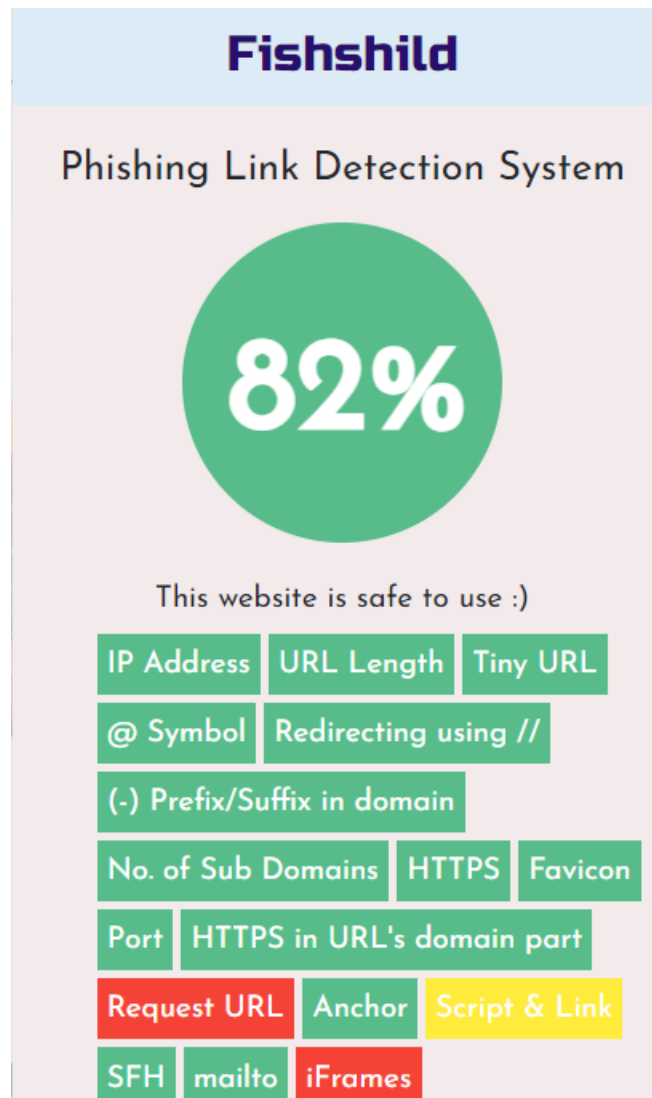 Fishshild
Phishing Link Detection System
82%
This website is safe to use :)
IP Address URL Length Tiny URL
@ Symbol Redirecting using //
(-) Prefix/Suffix in domain
No. of Sub Domains HTTPS Favicon
Port HTTPS in URL's domain part
Request URL Anchor Script & Link
SFH mailto iFrames